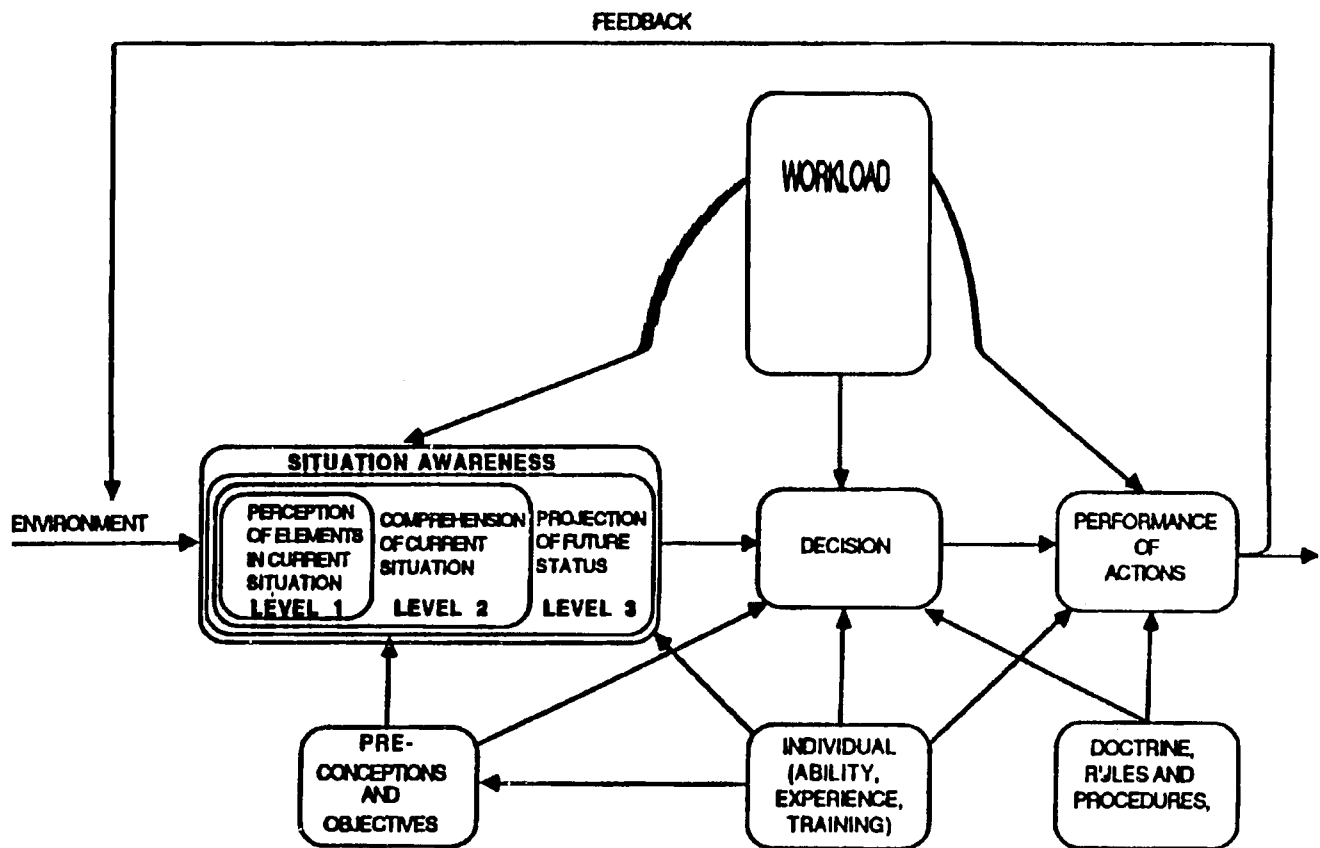 FEEDBACK
WORKLOAD
SITUATION AWARENESS
ENVIRONMENT
PERCEPTION
OF ELEMENTS
IN CURRENT
SITUATION
LEVEL 1
COMPREHENSION
OF CURRENT
SITUATION
LEVEL 2
PROJECTION
OF FUTURE
STATUS
LEVEL 3
DECISION
PERFORMANCE
OF
ACTIONS
PRE-
CONCEPTIONS
AND
OBJECTIVES
INDIVIDUAL
(ABILITY,
EXPERIENCE,
TRAINING)
DOCTRINE,
RULES AND
PROCEDURES,